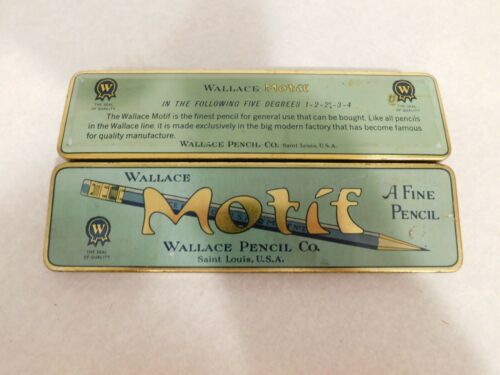 WALLACE Motif
IN THE FOLLOWING FIVE DEGREES 1-2-2½-3-4
W
THE SEAL
OF QUALITY
W
THE SEAL
OF QUALITY
The Wallace Motif is the finest pencil for general use that can be bought. Like all pencils
in the Wallace line, it is made exclusively in the big modern factory that has become famous
for quality manufacture.
WALLACE PENCIL CO. Saint Louis, U.S.A.
WALLACE
Motif
A FINE
PENCIL
W
THE SEAL
OF QUALITY
WALLACE PENCIL CO.
Saint Louis, U.S.A.